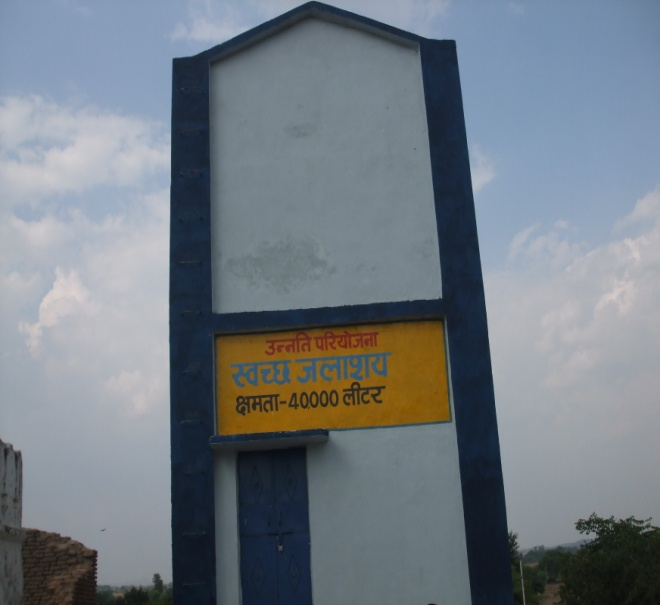 उन्नति परियोजना
स्वच्छ जलाशय
क्षमता-40000 लीटर